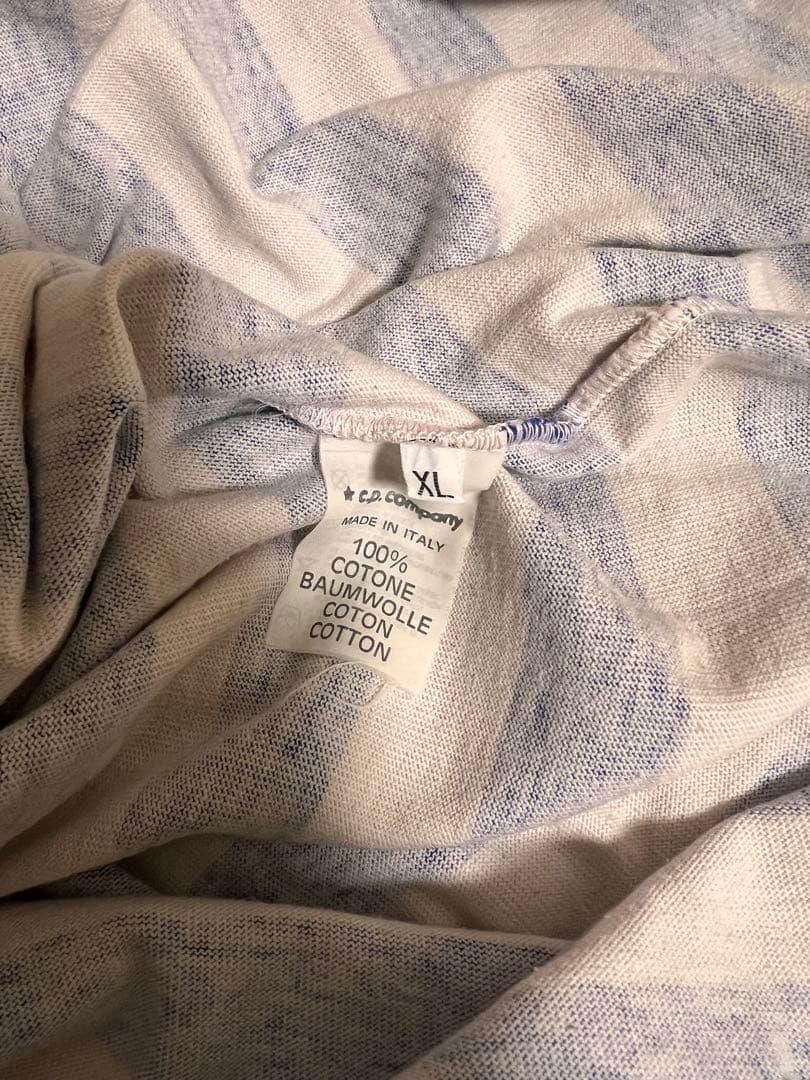 XL
★ C.P. COMPANY
MADE IN ITALY
100%
COTONE
BAUMWOLLE
COTON
COTTON